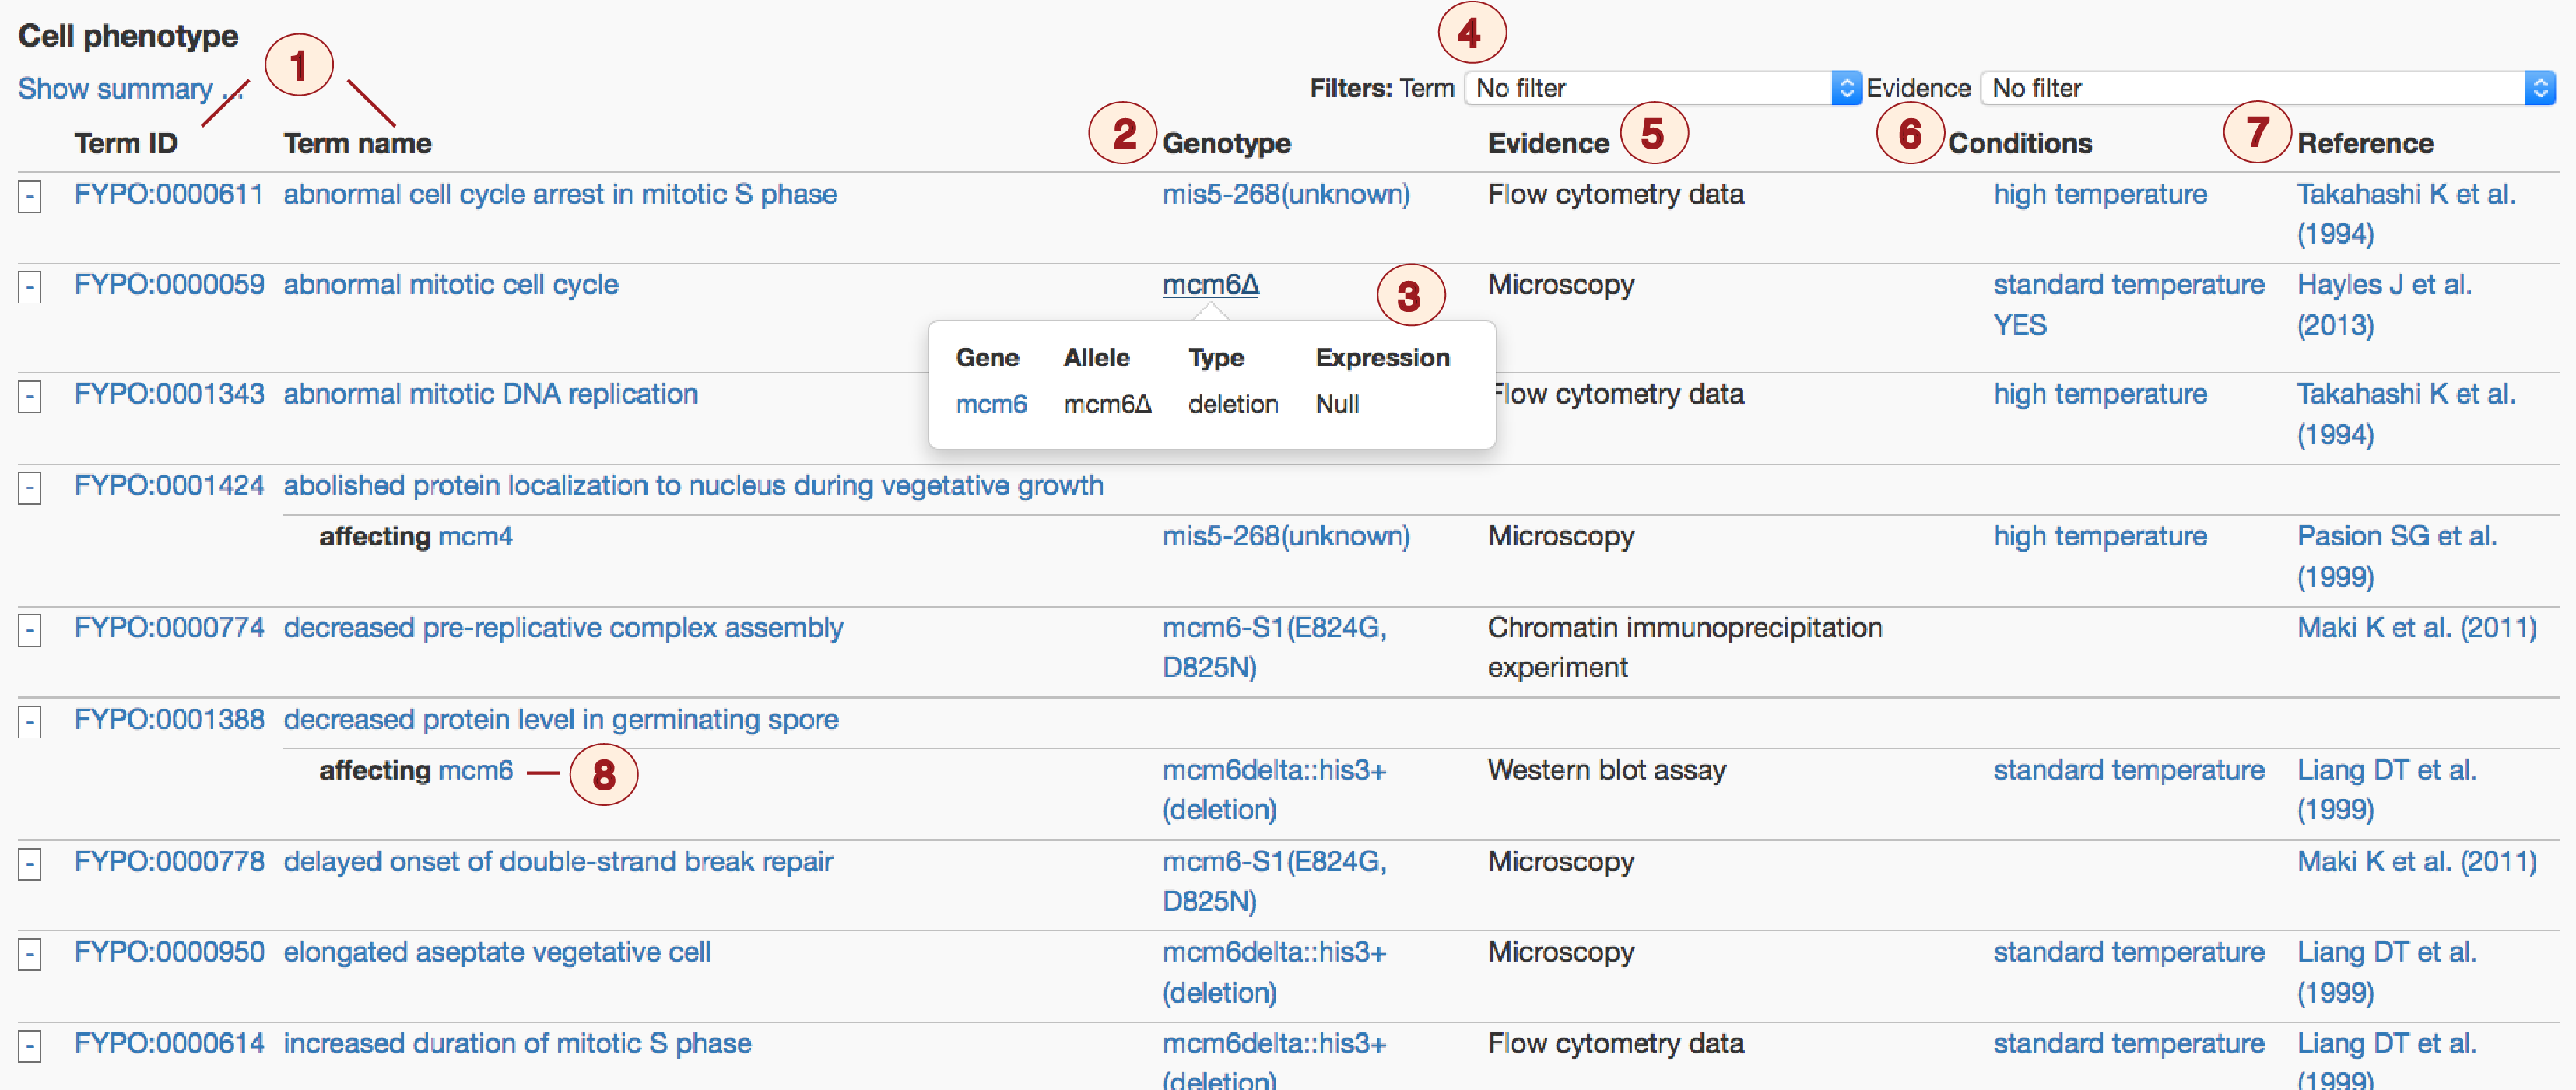 Cell phenotype
1
4
Show summary ...
Filters: Term No filter Evidence No filter
Term ID Term name 2 Genotype Evidence 5 6 Conditions 7 Reference
- FYPO:0000611 abnormal cell cycle arrest in mitotic S phase mis5-268(unknown) Flow cytometry data high temperature Takahashi K et al.
(1994)
- FYPO:0000059 abnormal mitotic cell cycle mcm6Δ 3 Microscopy standard temperature Hayles J et al.
YES (2013)
Gene Allele Type Expression
mcm6 mcm6Δ deletion Null
- FYPO:0001343 abnormal mitotic DNA replication Flow cytometry data high temperature Takahashi K et al.
(1994)
- FYPO:0001424 abolished protein localization to nucleus during vegetative growth
affecting mcm4 mis5-268(unknown) Microscopy high temperature Pasion SG et al.
(1999)
- FYPO:0000774 decreased pre-replicative complex assembly mcm6-S1(E824G, Chromatin immunoprecipitation Maki K et al. (2011)
D825N) experiment
- FYPO:0001388 decreased protein level in germinating spore
affecting mcm6 8 mcm6delta::his3+ Western blot assay standard temperature Liang DT et al.
(deletion) (1999)
- FYPO:0000778 delayed onset of double-strand break repair mcm6-S1(E824G, Microscopy Maki K et al. (2011)
D825N)
- FYPO:0000950 elongated aseptate vegetative cell mcm6delta::his3+ Microscopy standard temperature Liang DT et al.
(deletion) (1999)
- FYPO:0000614 increased duration of mitotic S phase mcm6delta::his3+ Flow cytometry data standard temperature Liang DT et al.
(deletion) (1999)